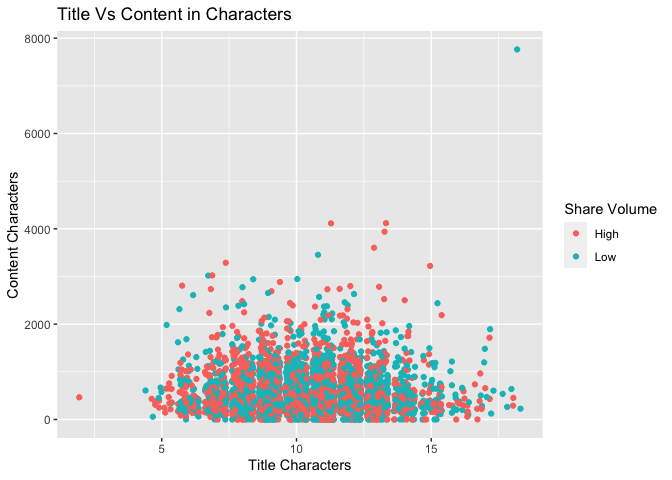 Title Vs Content in Characters
8000
6000
4000
2000
0
Content Characters
5
10
15
Title Characters
Share Volume
High
Low